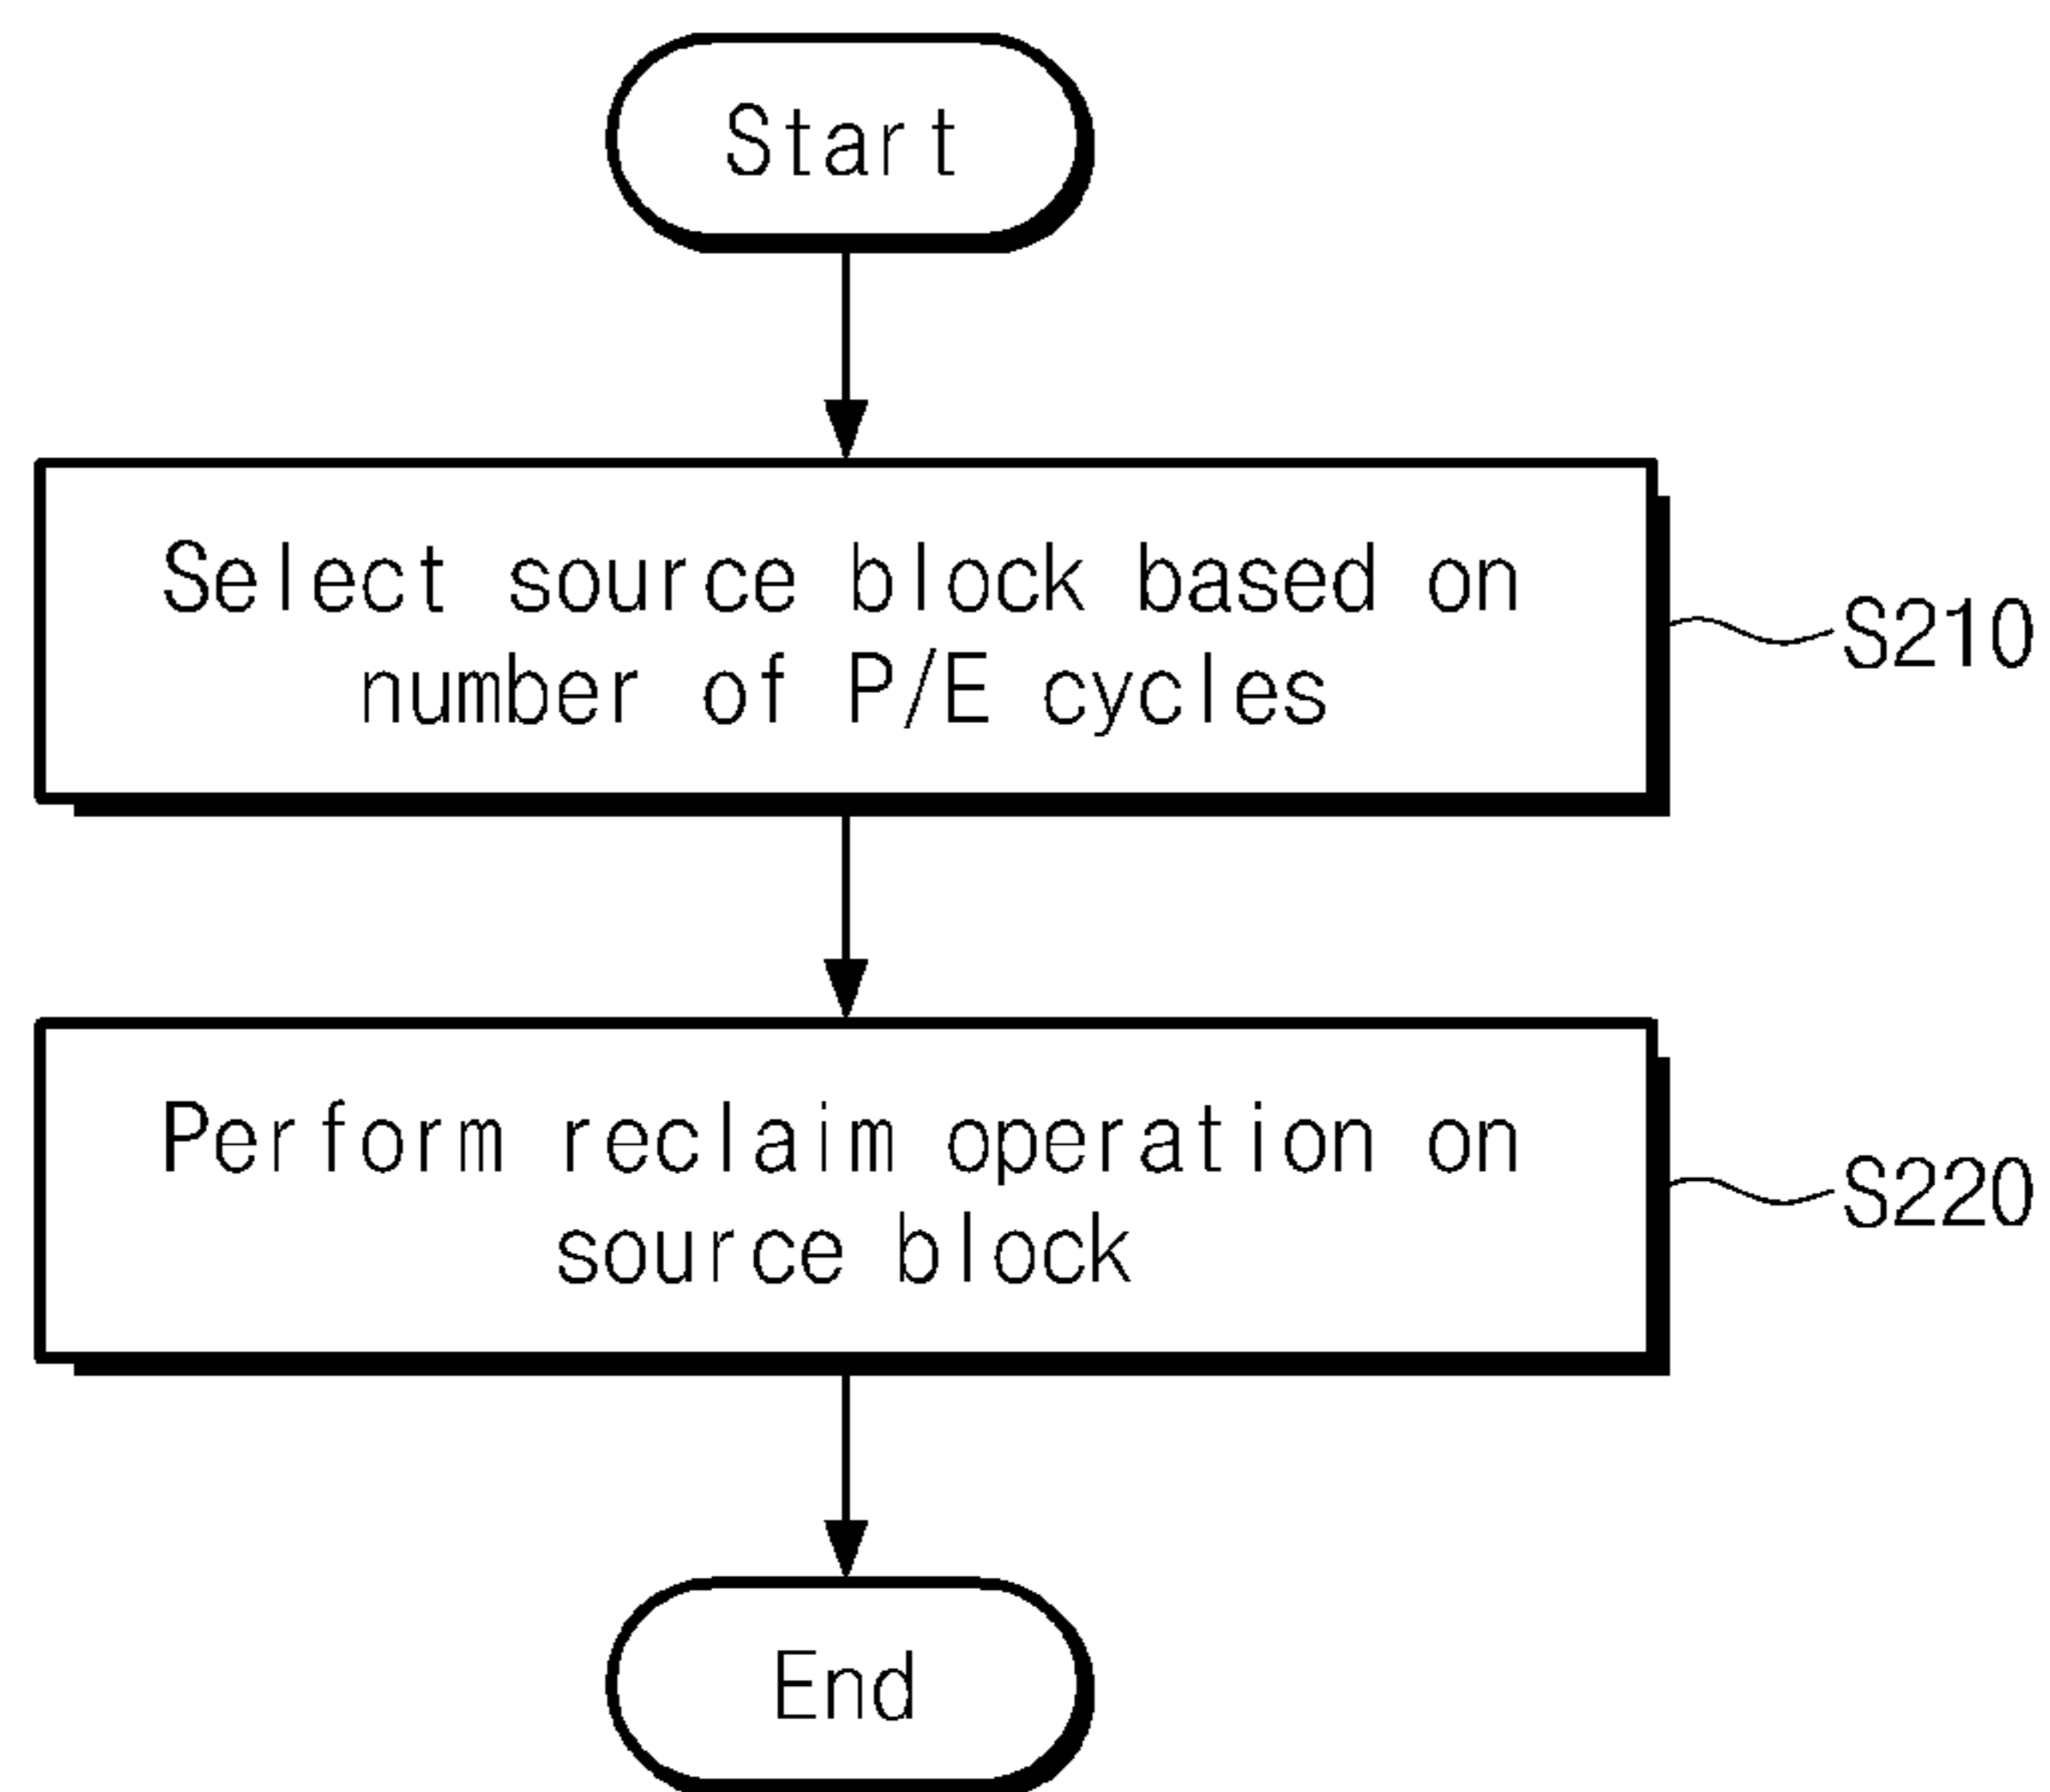 Start
Select source block based on
number of P/E cycles
S210
Perform reclaim operation on
source block
S220
End